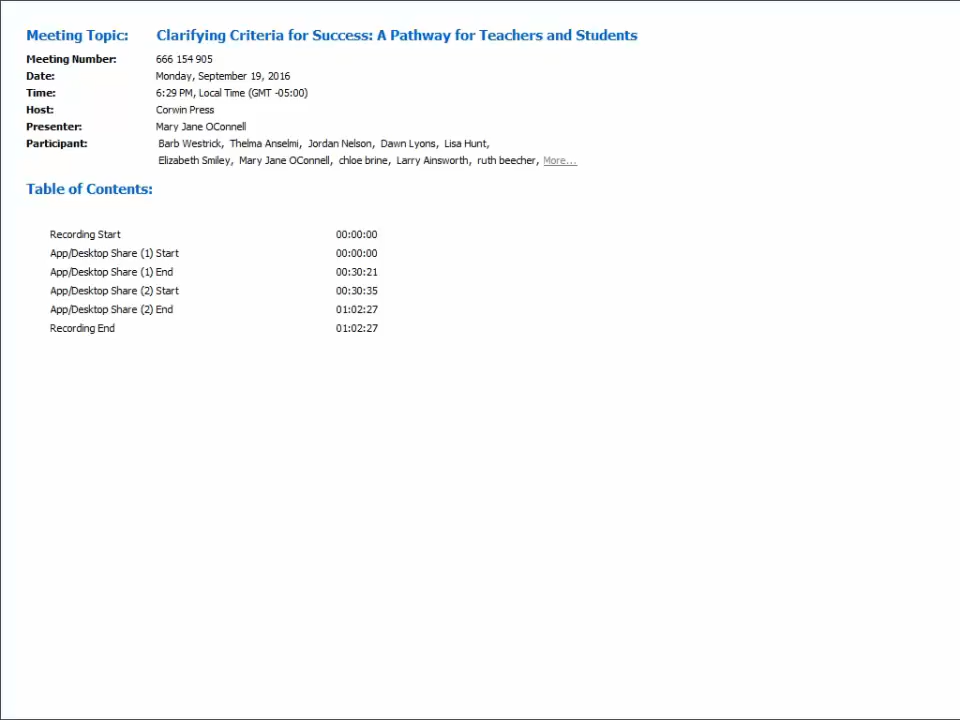 Meeting Topic: Clarifying Criteria for Success: A Pathway for Teachers and Students
Meeting Number: 666 154 905
Date: Monday, September 19, 2016
Time: 6:29 PM, Local Time (GMT -05:00)
Host: Corwin Press
Presenter: Mary Jane OConnell
Participant: Barb Westrick, Thelma Anselmi, Jordan Nelson, Dawn Lyons, Lisa Hunt,
Elizabeth Smiley, Mary Jane OConnell, chloe brine, Larry Ainsworth, ruth beecher, More...
Table of Contents:
Recording Start 00:00:00
App/Desktop Share (1) Start 00:00:00
App/Desktop Share (1) End 00:30:21
App/Desktop Share (2) Start 00:30:35
App/Desktop Share (2) End 01:02:27
Recording End 01:02:27